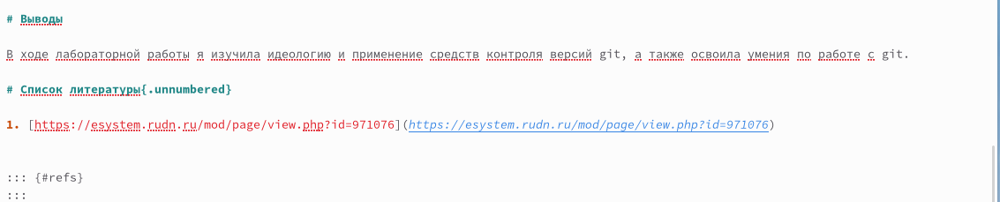 # Выводы
В ходе лабораторной работы я изучила идеологию и применение средств контроля версий git, а также освоила умения по работе с git.
# Список литературы{.unnumbered}
1. [https://esystem.rudn.ru/mod/page/view.php?id=971076](https://esystem.rudn.ru/mod/page/view.php?id=971076)
::: {#refs}
:::